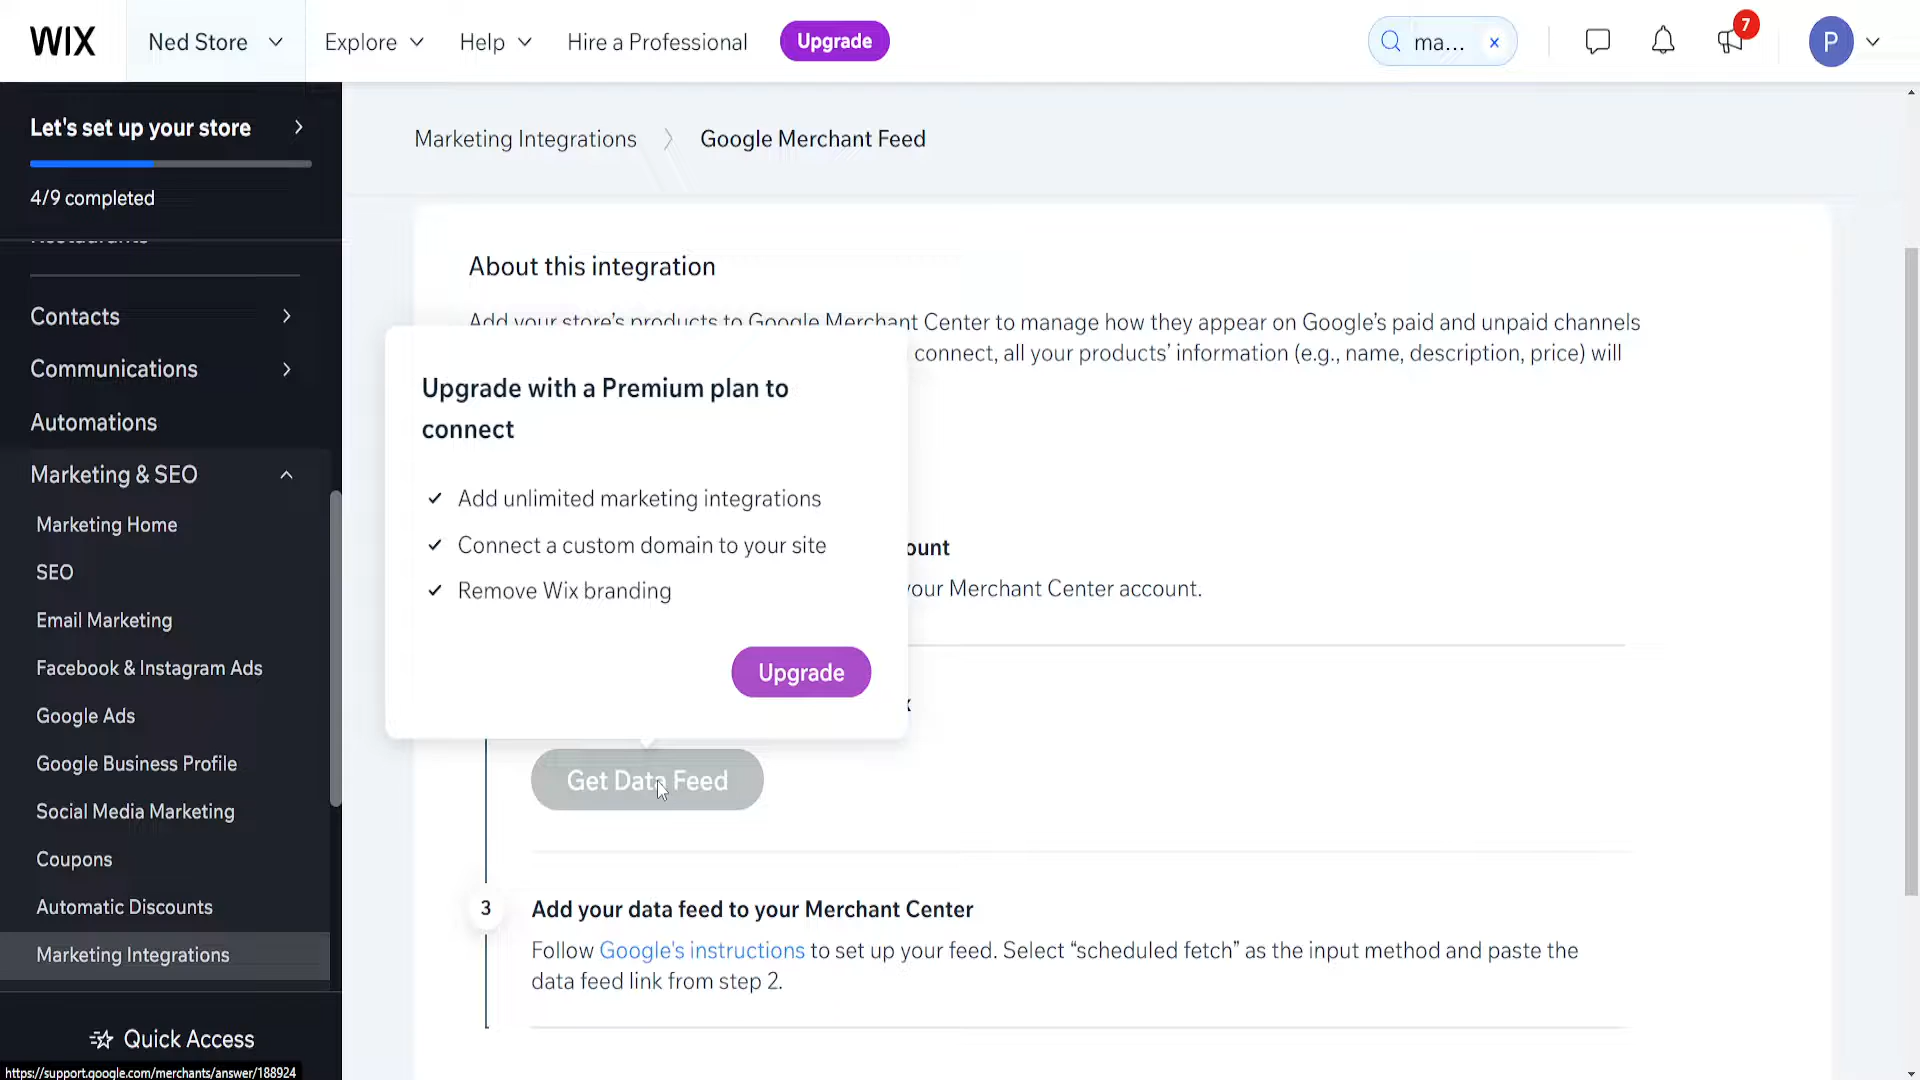 WIX
Ned Store
Explore
Help
Hire a Professional
Upgrade
ma...
7
P
Let's set up your store
4/9 completed
Contacts
Communications
Automations
Marketing & SEO
Marketing Home
SEO
Email Marketing
Facebook & Instagram Ads
Google Ads
Google Business Profile
Social Media Marketing
Coupons
Automatic Discounts
Marketing Integrations
Quick Access
https://support.google.com/merchants/answer/188924
Marketing Integrations
Google Merchant Feed
About this integration
Add your store's products to Google Merchant Center to manage how they appear on Google's paid and unpaid channels
connect, all your products' information (e.g., name, description, price) will
Upgrade with a Premium plan to
connect
Add unlimited marketing integrations
Connect a custom domain to your site
Remove Wix branding
Upgrade
ount
our Merchant Center account.
Get Data Feed
3
Add your data feed to your Merchant Center
Follow Google's instructions to set up your feed. Select “scheduled fetch” as the input method and paste the
data feed link from step 2.